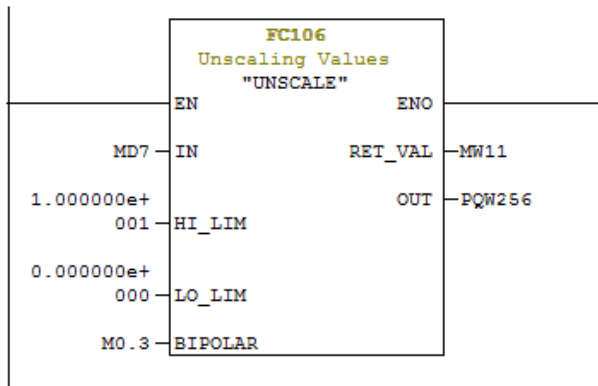 FC106
Unscaling Values
"UNSCALE"
EN ENO
MD7 IN RET_VAL MW11
1.000000e+ OUT PQW256
001 HI_LIM
0.000000e+
000 LO_LIM
M0.3 BIPOLAR